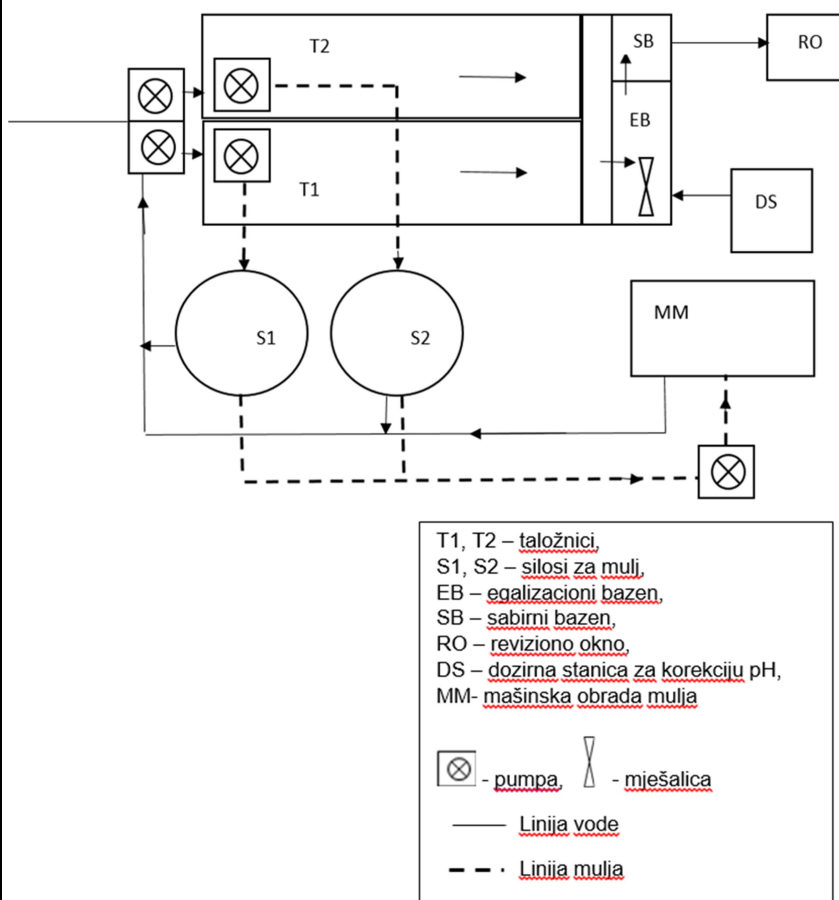 T2
SB
RO
EB
T1
DS
S1
S2
MM
T1, T2 – taložnici,
S1, S2 – silosi za mulj,
EB – egalizacioni bazen,
SB – sabirni bazen,
RO – reviziono okno,
DS – dozirna stanica za korekciju pH,
MM- mašinska obrada mulja
- pumpa, - mješalica
Linija vode
Linija mulja